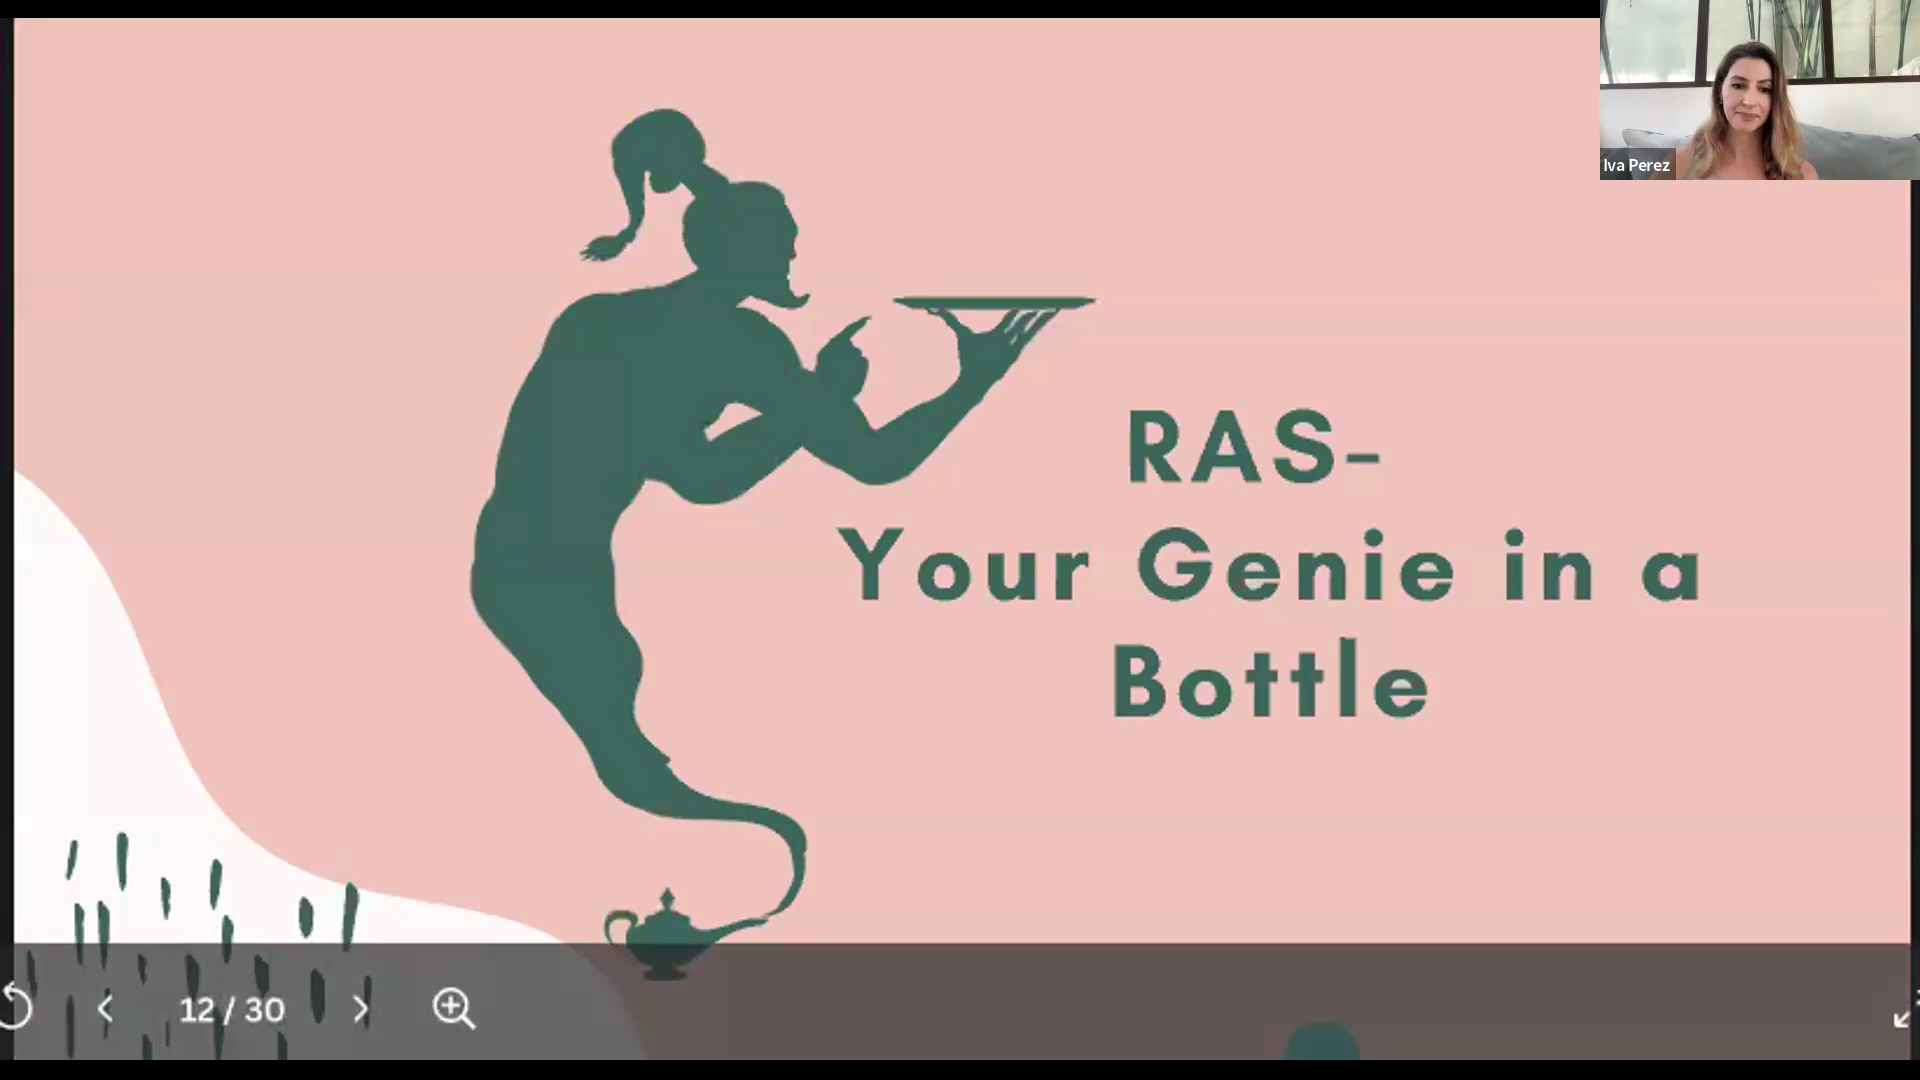 Iva Perez
RAS-
Your Genie in a
Bottle
12 / 30